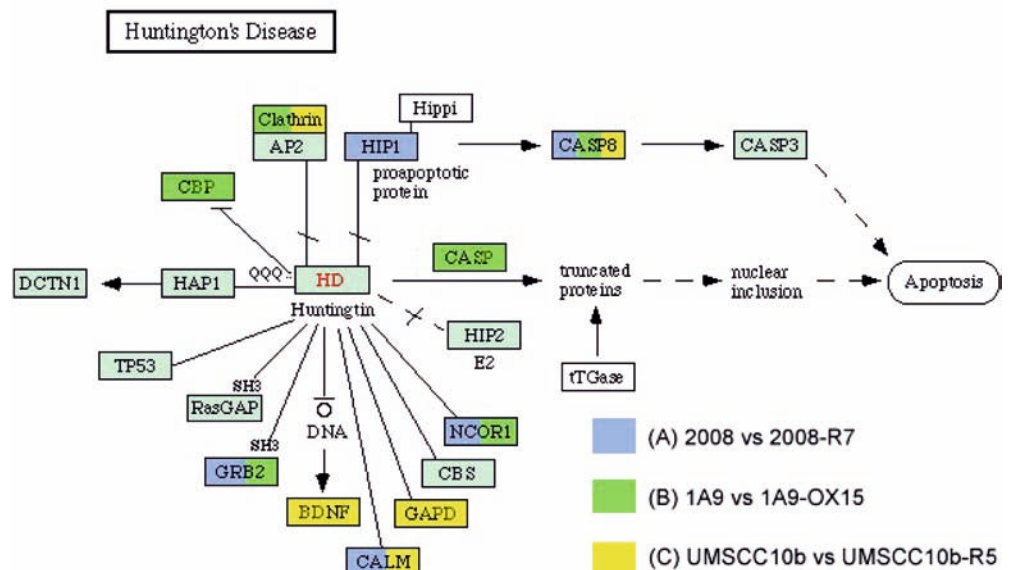 Huntington's Disease
Hippi
Clathrin
AP2
HIP1
CASP8
CASP3
proapoptotic
protein
CBP
CASP
QQQ
HD
DCTN1
HAP1
truncated
proteins
nuclear
inclusion
Apoptosis
Huntingtin
HIP2
E2
TP53
tTGase
SH3
RasGAP
DNA
NCOR1
SH3
GRB2
CBS
BDNF
GAPD
CALM
(A) 2008 vs 2008-R7
(B) 1A9 vs 1A9-OX15
(C) UMSCC10b vs UMSCC10b-R5